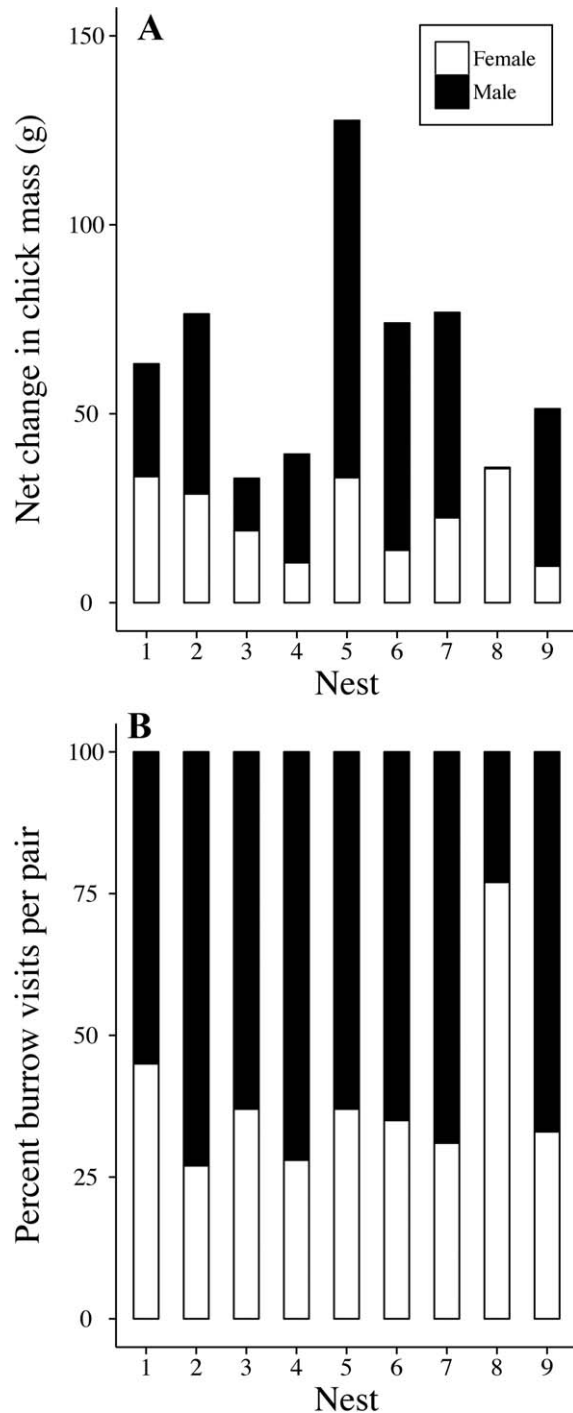 A
Female
Male
Net change in chick mass (g)
150
100
50
0
1 2 3 4 5 6 7 8 9
Nest
B
Percent burrow visits per pair
100
75
50
25
0
1 2 3 4 5 6 7 8 9
Nest